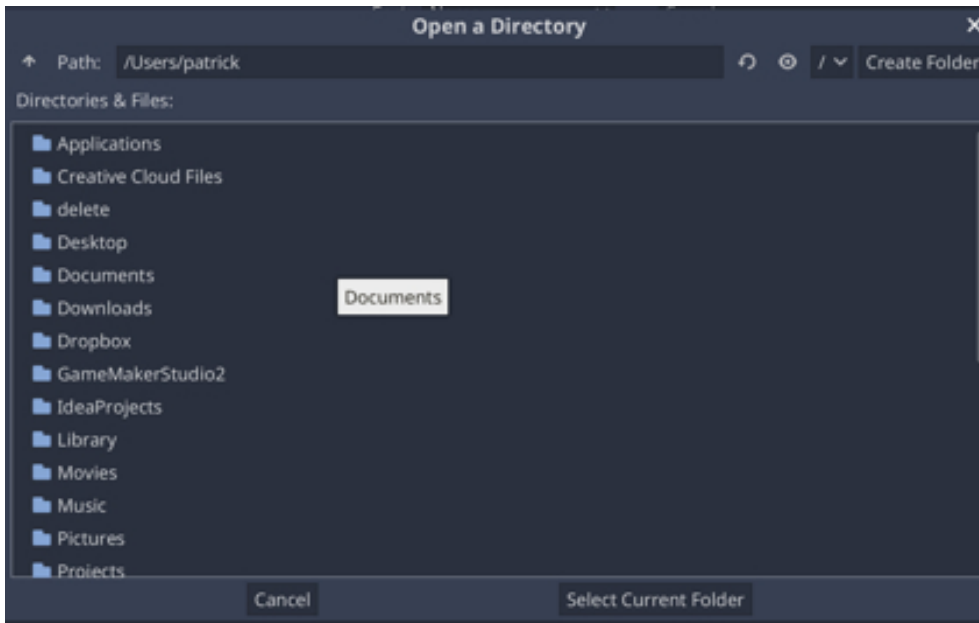 Open a Directory
Path: /Users/patrick / Create Folder
Directories & Files:
Applications
Creative Cloud Files
delete
Desktop
Documents
Documents
Downloads
Dropbox
GameMakerStudio2
IdeaProjects
Library
Movies
Music
Pictures
Projects
Cancel Select Current Folder